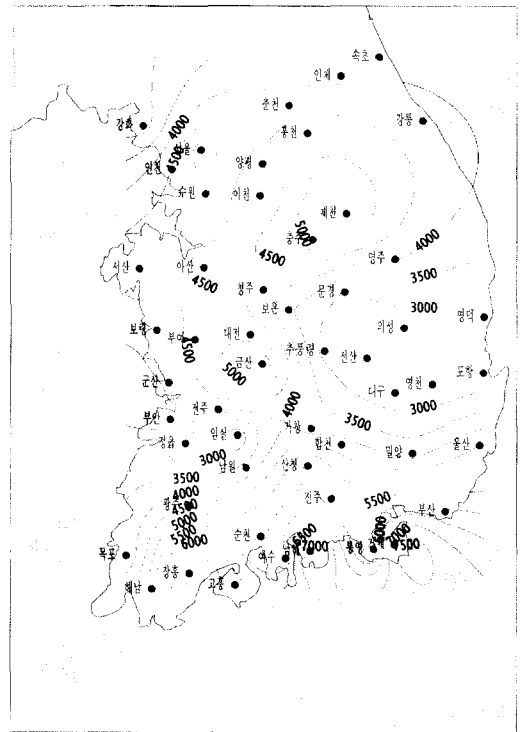 속초
인제
춘천
강릉
강화
4000
홍천
서울
인천
4500
양평
수원
이천
제천
5000
충주
4000
영주
4500
3500
서산
아산
4500
청주
문경
보은
3000
영덕
보령
부여
4500
대전
의성
추풍령
선산
금산
5000
포항
군산
대구
영천
3000
전주
4000
부안
거창
3500
정읍
임실
합천
밀양
울산
3000
남원
산청
3500
4000
4500
5000
5500
6000
진주
5500
부산
순천
6500
7000
목포
여수
통영
6000
7000
7500
장흥
고흥
해남